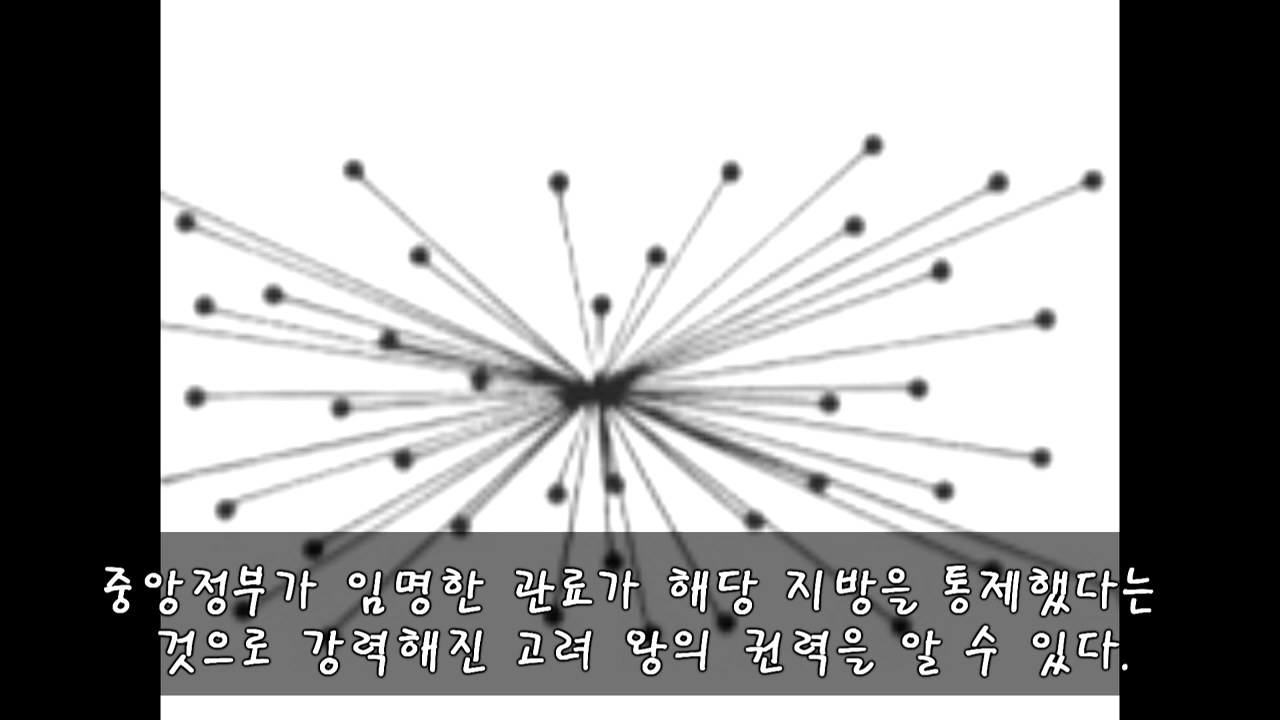 중앙정부가 임명한 관료가 해당 지방을 통제했다는
것으로 강력해진 고려 왕의 권력을 알 수 있다.